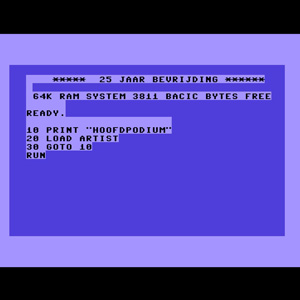 ***** 25 JAAR BEVRIJDING ******
64K RAM SYSTEM 3811 BACIC BYTES FREE
READY.
10 PRINT "HOOFDPODIUM"
20 LOAD ARTIST
30 GOTO 10
RUN